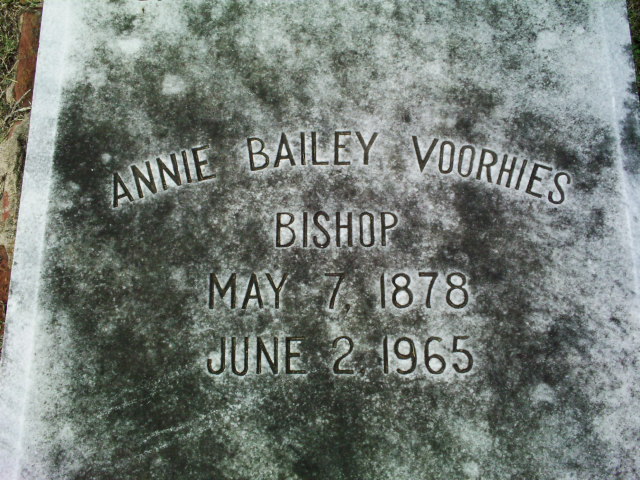 ANNIE BAILEY VOORHIES
BISHOP
MAY 7, 1878
JUNE 2, 1965